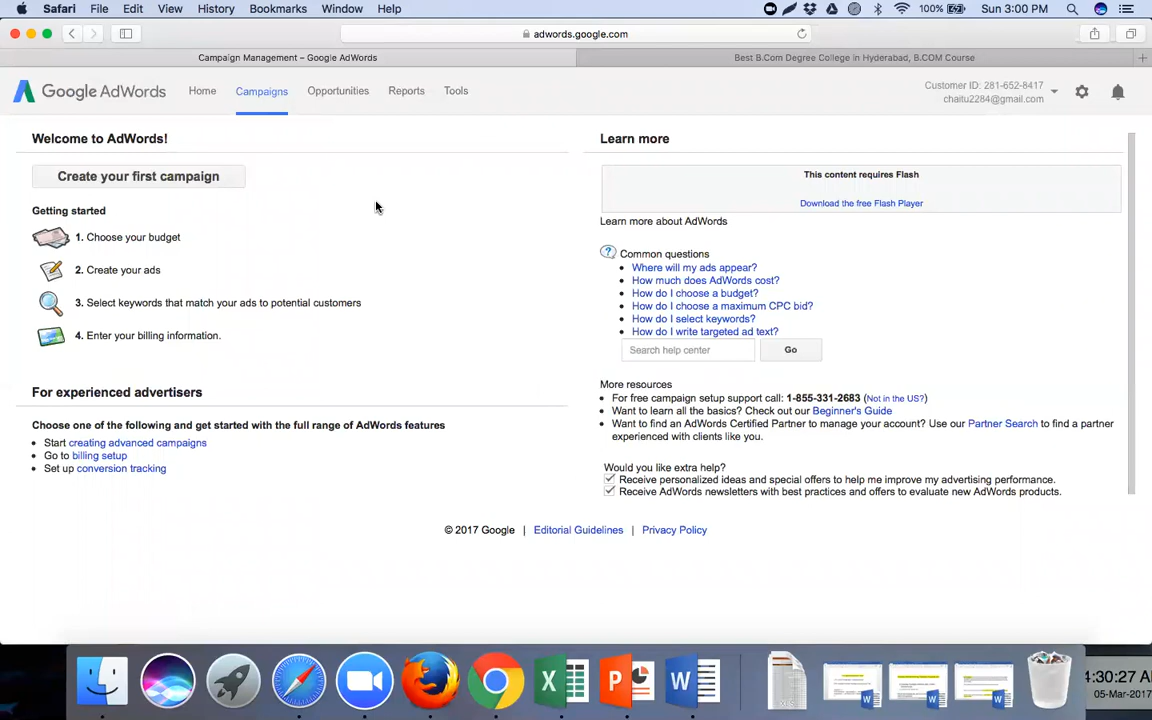 Safari File Edit View History Bookmarks Window Help 100% Sun 3:00 PM
adwords.google.com
Campaign Management – Google AdWords Best B.Com Degree College in Hyderabad, B.COM Course
Google AdWords Home Campaigns Opportunities Reports Tools
Customer ID: 281-652-8417
chaitu2284@gmail.com
Welcome to AdWords!
Create your first campaign
Getting started
1. Choose your budget
2. Create your ads
3. Select keywords that match your ads to potential customers
4. Enter your billing information.
For experienced advertisers
Choose one of the following and get started with the full range of AdWords features
Start creating advanced campaigns
Go to billing setup
Set up conversion tracking
Learn more
This content requires Flash
Download the free Flash Player
Learn more about AdWords
Common questions
Where will my ads appear?
How much does AdWords cost?
How do I choose a budget?
How do I choose a maximum CPC bid?
How do I select keywords?
How do I write targeted ad text?
Search help center Go
More resources
For free campaign setup support call: 1-855-331-2683 (Not in the US?)
Want to learn all the basics? Check out our Beginner's Guide
Want to find an AdWords Certified Partner to manage your account? Use our Partner Search to find a partner
experienced with clients like you.
Would you like extra help?
Receive personalized ideas and special offers to help me improve my advertising performance.
Receive AdWords newsletters with best practices and offers to evaluate new AdWords products.
© 2017 Google | Editorial Guidelines | Privacy Policy
4:30:27 A
05-Mar-2017